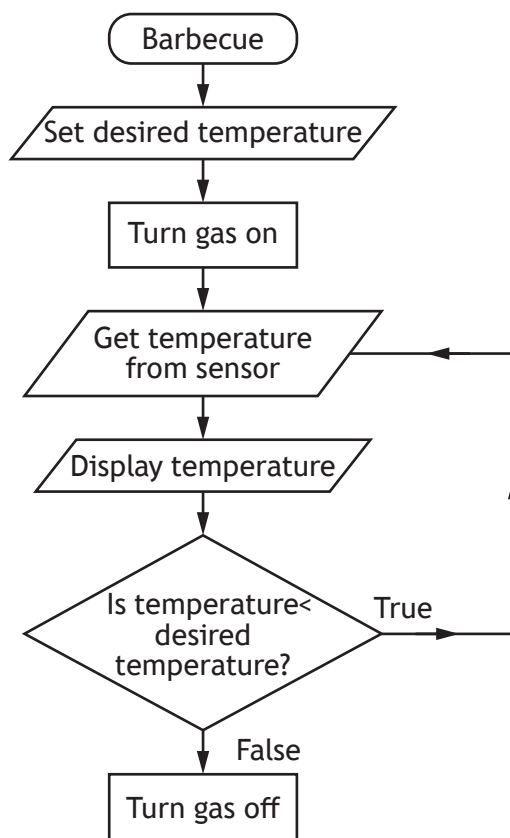 Barbecue
Set desired temperature
Turn gas on
Get temperature
from sensor
Display temperature
Is temperature<
desired
temperature?
True
False
Turn gas off